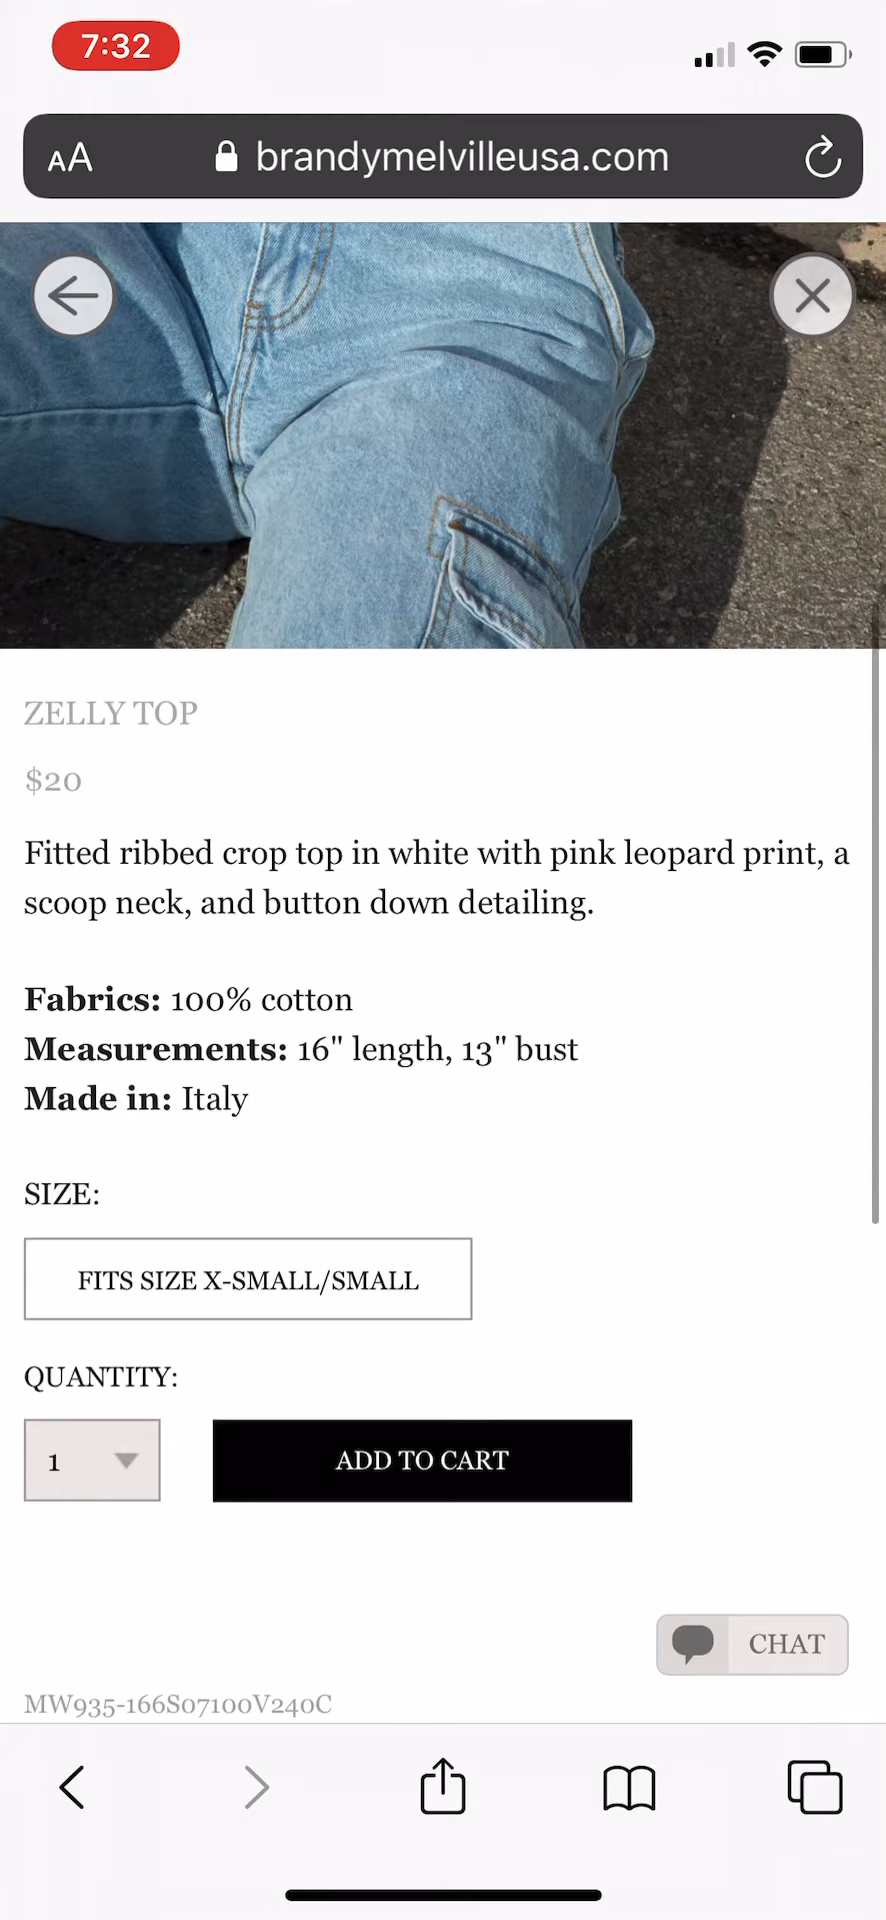 7:32
AA brandymelvilleusa.com
ZELLY TOP
$20
Fitted ribbed crop top in white with pink leopard print, a
scoop neck, and button down detailing.
Fabrics: 100% cotton
Measurements: 16" length, 13" bust
Made in: Italy
SIZE:
FITS SIZE X-SMALL/SMALL
QUANTITY:
1 ADD TO CART
CHAT
MW935-166S07100V240C